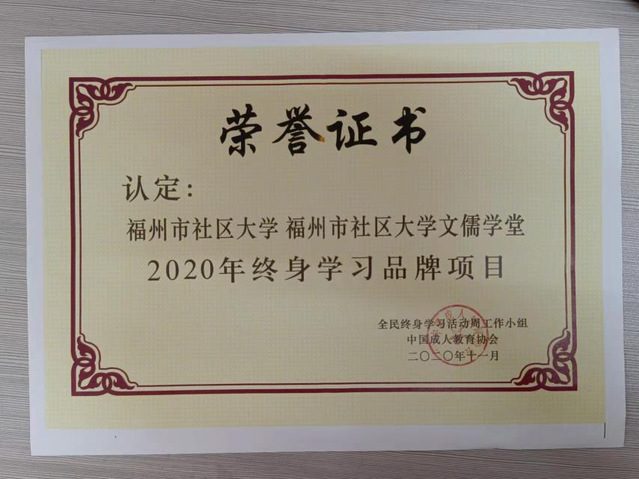 荣誉证书
认定：
福州市社区大学 福州市社区大学文儒学堂
2020年终身学习品牌项目
全民终身学习活动周工作小组
中国成人教育协会
二〇二〇年十一月